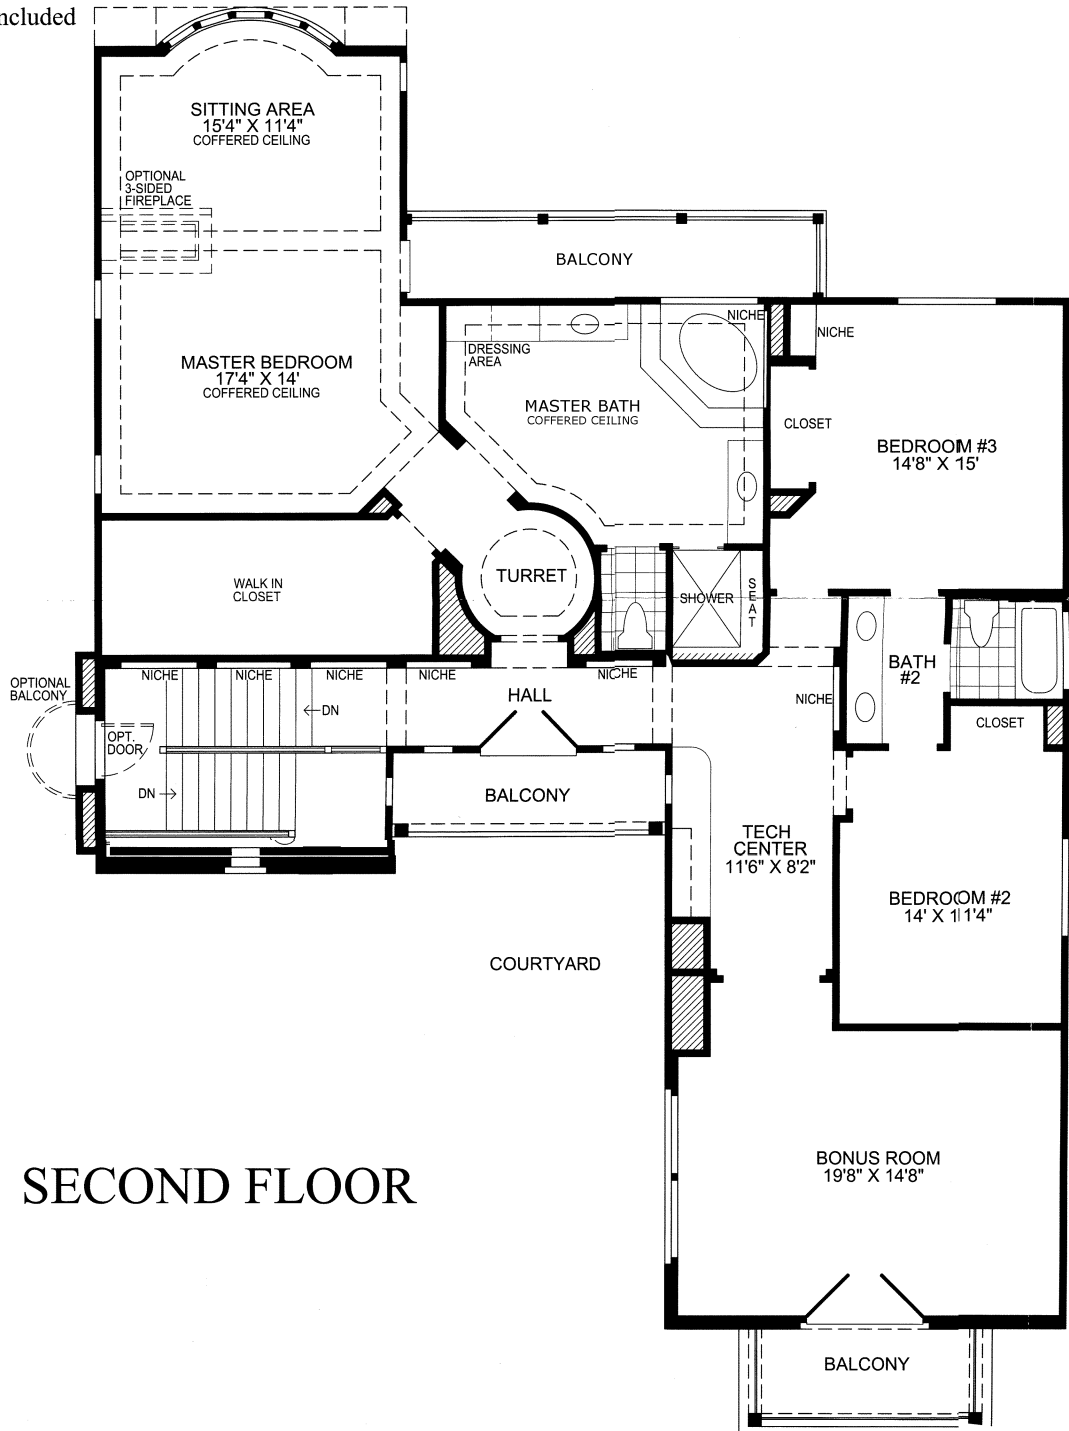 ncluded
SITTING AREA
15'4" X 11'4"
COFFERED CEILING
OPTIONAL
3-SIDED
FIREPLACE
BALCONY
NICHE
NICHE
DRESSING
AREA
MASTER BEDROOM
17'4" X 14'
COFFERED CEILING
MASTER BATH
COFFERED CEILING
CLOSET
BEDROOM #3
14'8" X 15'
TURRET
WALK IN
CLOSET
SHOWER
SEAT
OPTIONAL
BALCONY
NICHE
NICHE
NICHE
NICHE
NICHE
HALL
DN
OPT.
DOOR
DN
NICHE
BATH
#2
CLOSET
BALCONY
TECH
CENTER
11'6" X 8'2"
BEDROOM #2
14' X 11'4"
COURTYARD
BONUS ROOM
19'8" X 14'8"
SECOND FLOOR
BALCONY